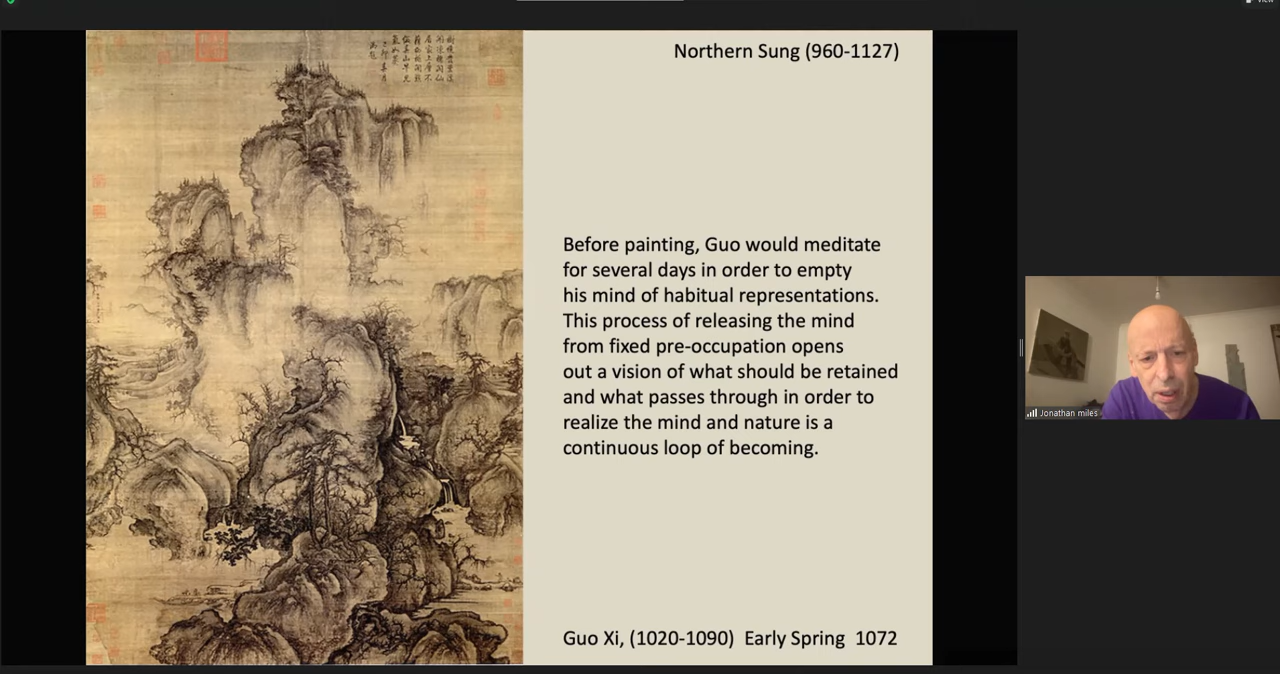 Northern Sung (960-1127)
Before painting, Guo would meditate
for several days in order to empty
his mind of habitual representations.
This process of releasing the mind
from fixed pre-occupation opens
out a vision of what should be retained
and what passes through in order to
realize the mind and nature is a
continuous loop of becoming.
Guo Xi, (1020-1090) Early Spring 1072
Jonathan miles